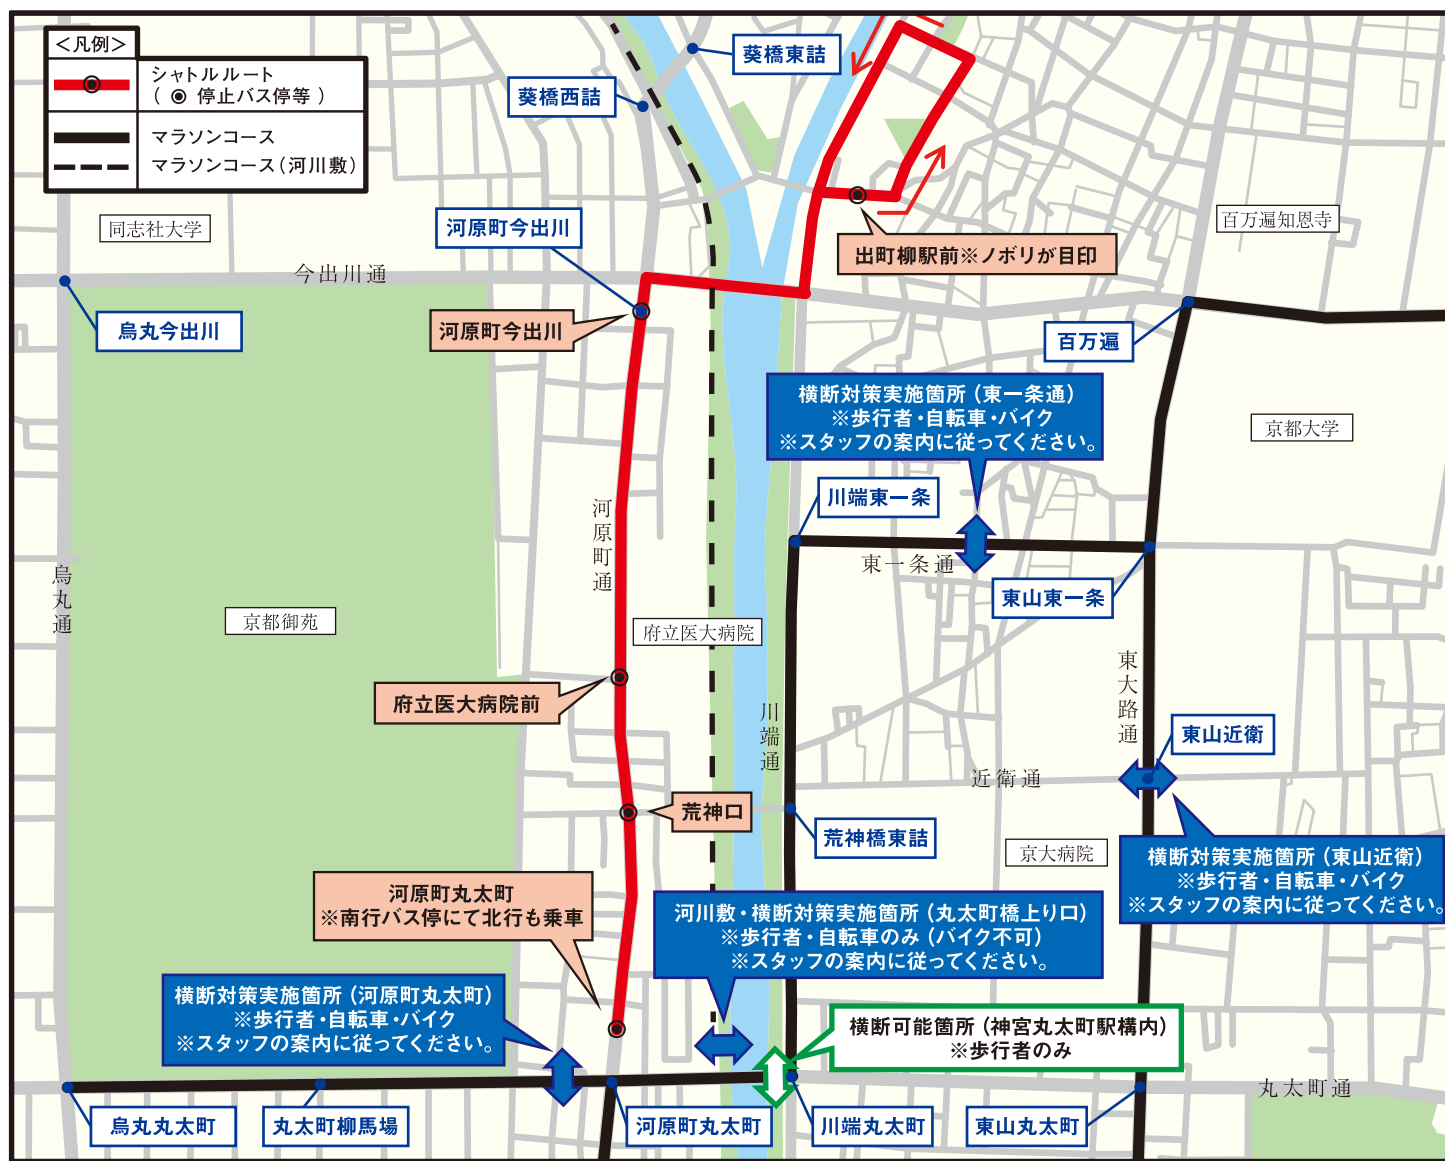 ＜凡例＞
シャトルルート
（ ◉ 停止バス停等 ）
マラソンコース
マラソンコース（河川敷）
葵橋東詰
葵橋西詰
同志社大学
河原町今出川
百万遍知恩寺
出町柳駅前※ノボリが目印
今出川通
烏丸今出川
河原町今出川
百万遍
横断対策実施箇所（東一条通）
※歩行者・自転車・バイク
※スタッフの案内に従ってください。
京都大学
川端東一条
河原町通
東一条通
烏丸通
東山東一条
京都御苑
府立医大病院
東大路通
府立医大病院前
川端通
東山近衛
近衛通
荒神口
荒神橋東詰
京大病院
横断対策実施箇所（東山近衛）
※歩行者・自転車・バイク
※スタッフの案内に従ってください。
河原町丸太町
※南行バス停にて北行も乗車
河川敷・横断対策実施箇所（丸太町橋上り口）
※歩行者・自転車のみ（バイク不可）
※スタッフの案内に従ってください。
横断対策実施箇所（河原町丸太町）
※歩行者・自転車・バイク
※スタッフの案内に従ってください。
横断可能箇所（神宮丸太町駅構内）
※歩行者のみ
丸太町通
烏丸丸太町
丸太町柳馬場
河原町丸太町
川端丸太町
東山丸太町